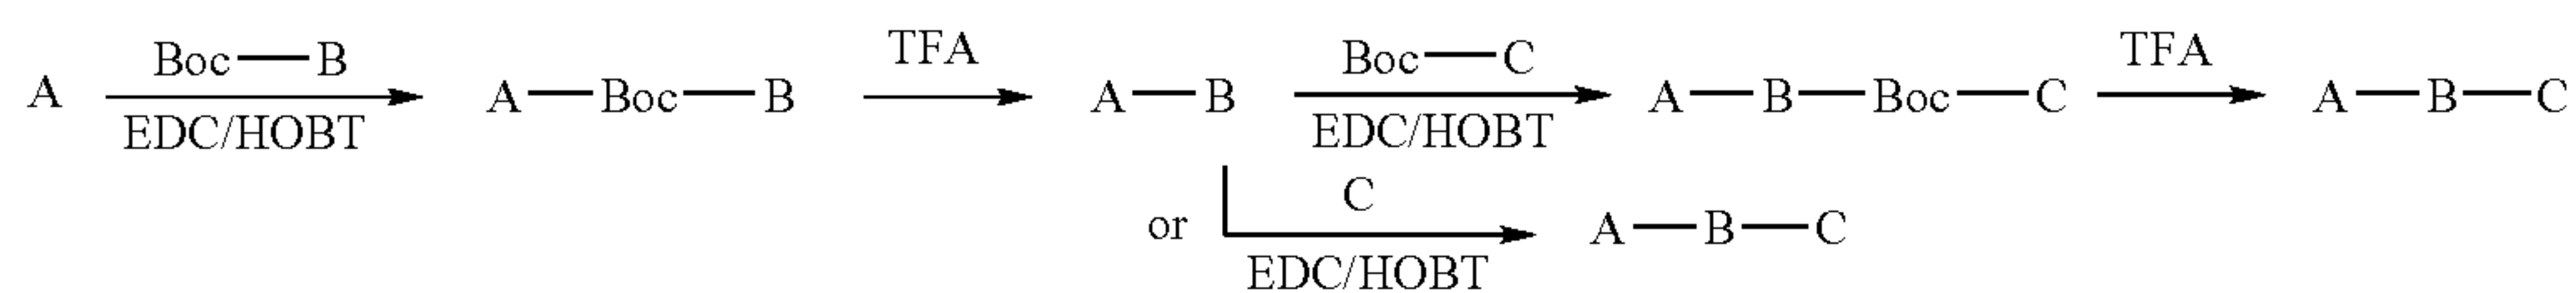 Boc—B TFA Boc—C TFA
A A—Boc—B A—B A—B—Boc—C A—B—C
EDC/HOBT EDC/HOBT
C
or A—B—C
EDC/HOBT